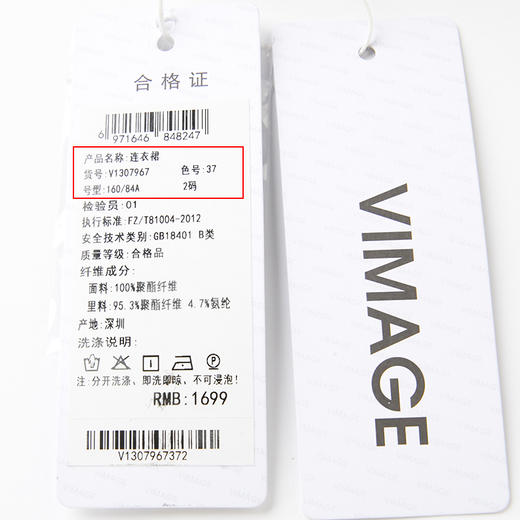 合格证
6 971646 848247
产品名称:连衣裙
货号:V1307967 色号:37
号型:160/84A 2码
检验员:01
执行标准:FZ/T81004-2012
安全技术类别:GB18401 B类
质量等级:合格品
纤维成分:
面料:100%聚酯纤维
里料:95.3%聚酯纤维 4.7%氨纶
产地:深圳
洗涤说明:
注:分开洗涤、即洗即晾、不可浸泡!
RMB:1699
V1307967372
VIMAGE